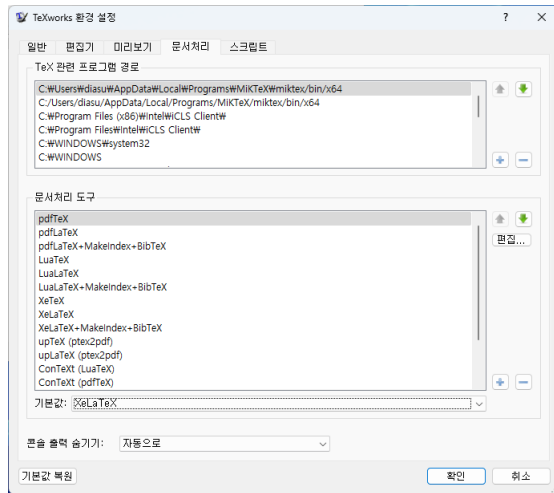 TeXworks 환경 설정
? ×
일반 편집기 미리보기 문서처리 스크립트
TeX 관련 프로그램 경로
C:₩Users₩diasu₩AppData₩Local₩Programs₩MiKTeX₩miktex/bin/x64
C:/Users/diasu/AppData/Local/Programs/MiKTeX/miktex/bin/x64
C:₩Program Files (x86)₩Intel₩iCLS Client₩
C:₩Program Files₩Intel₩iCLS Client₩
C:₩WINDOWS₩system32
C:₩WINDOWS
문서처리 도구
pdfTeX
편집...
pdfLaTeX
pdfLaTeX+MakeIndex+BibTeX
LuaTeX
LuaLaTeX
LuaLaTeX+MakeIndex+BibTeX
XeTeX
XeLaTeX
XeLaTeX+MakeIndex+BibTeX
upTeX (ptex2pdf)
upLaTeX (ptex2pdf)
ConTeXt (LuaTeX)
ConTeXt (pdfTeX)
기본값: XeLaTeX
콘솔 출력 숨기기: 자동으로
기본값 복원 확인 취소